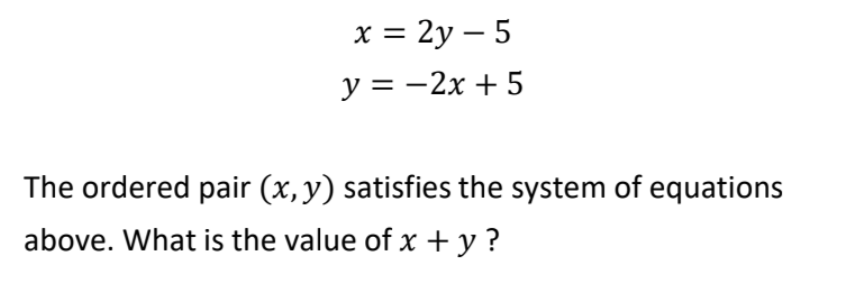 x = 2y − 5
y = −2x + 5
The ordered pair (x, y) satisfies the system of equations
above. What is the value of x + y ?